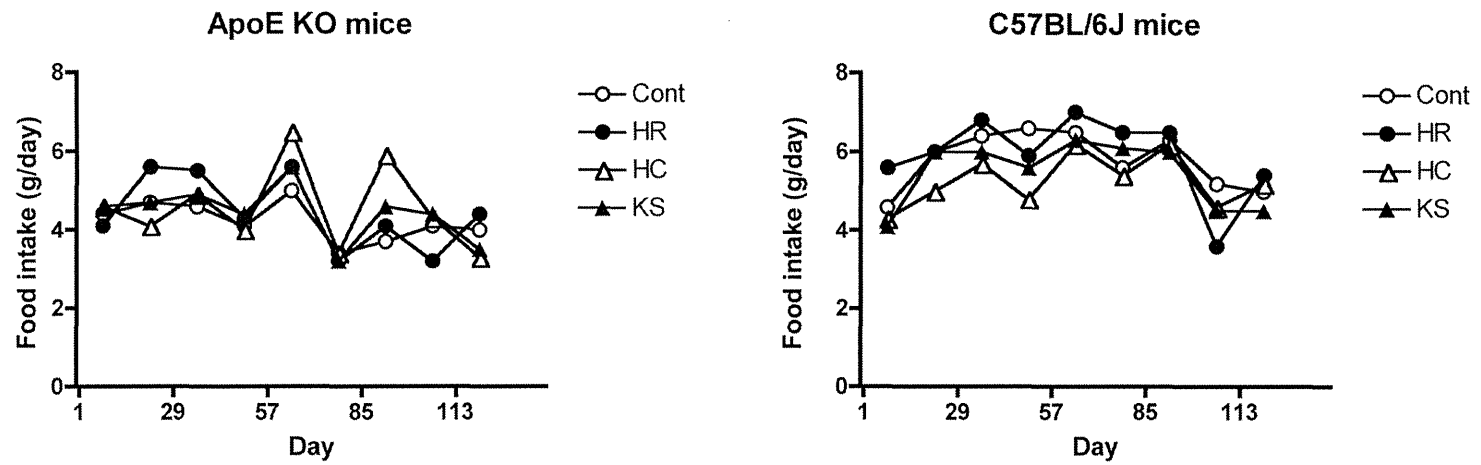 ApoE KO mice
8
6
4
2
0
Food intake (g/day)
1
29
57
85
113
Day
Cont
HR
HC
KS
C57BL/6J mice
8
6
4
2
0
Food intake (g/day)
1
29
57
85
113
Day
Cont
HR
HC
KS